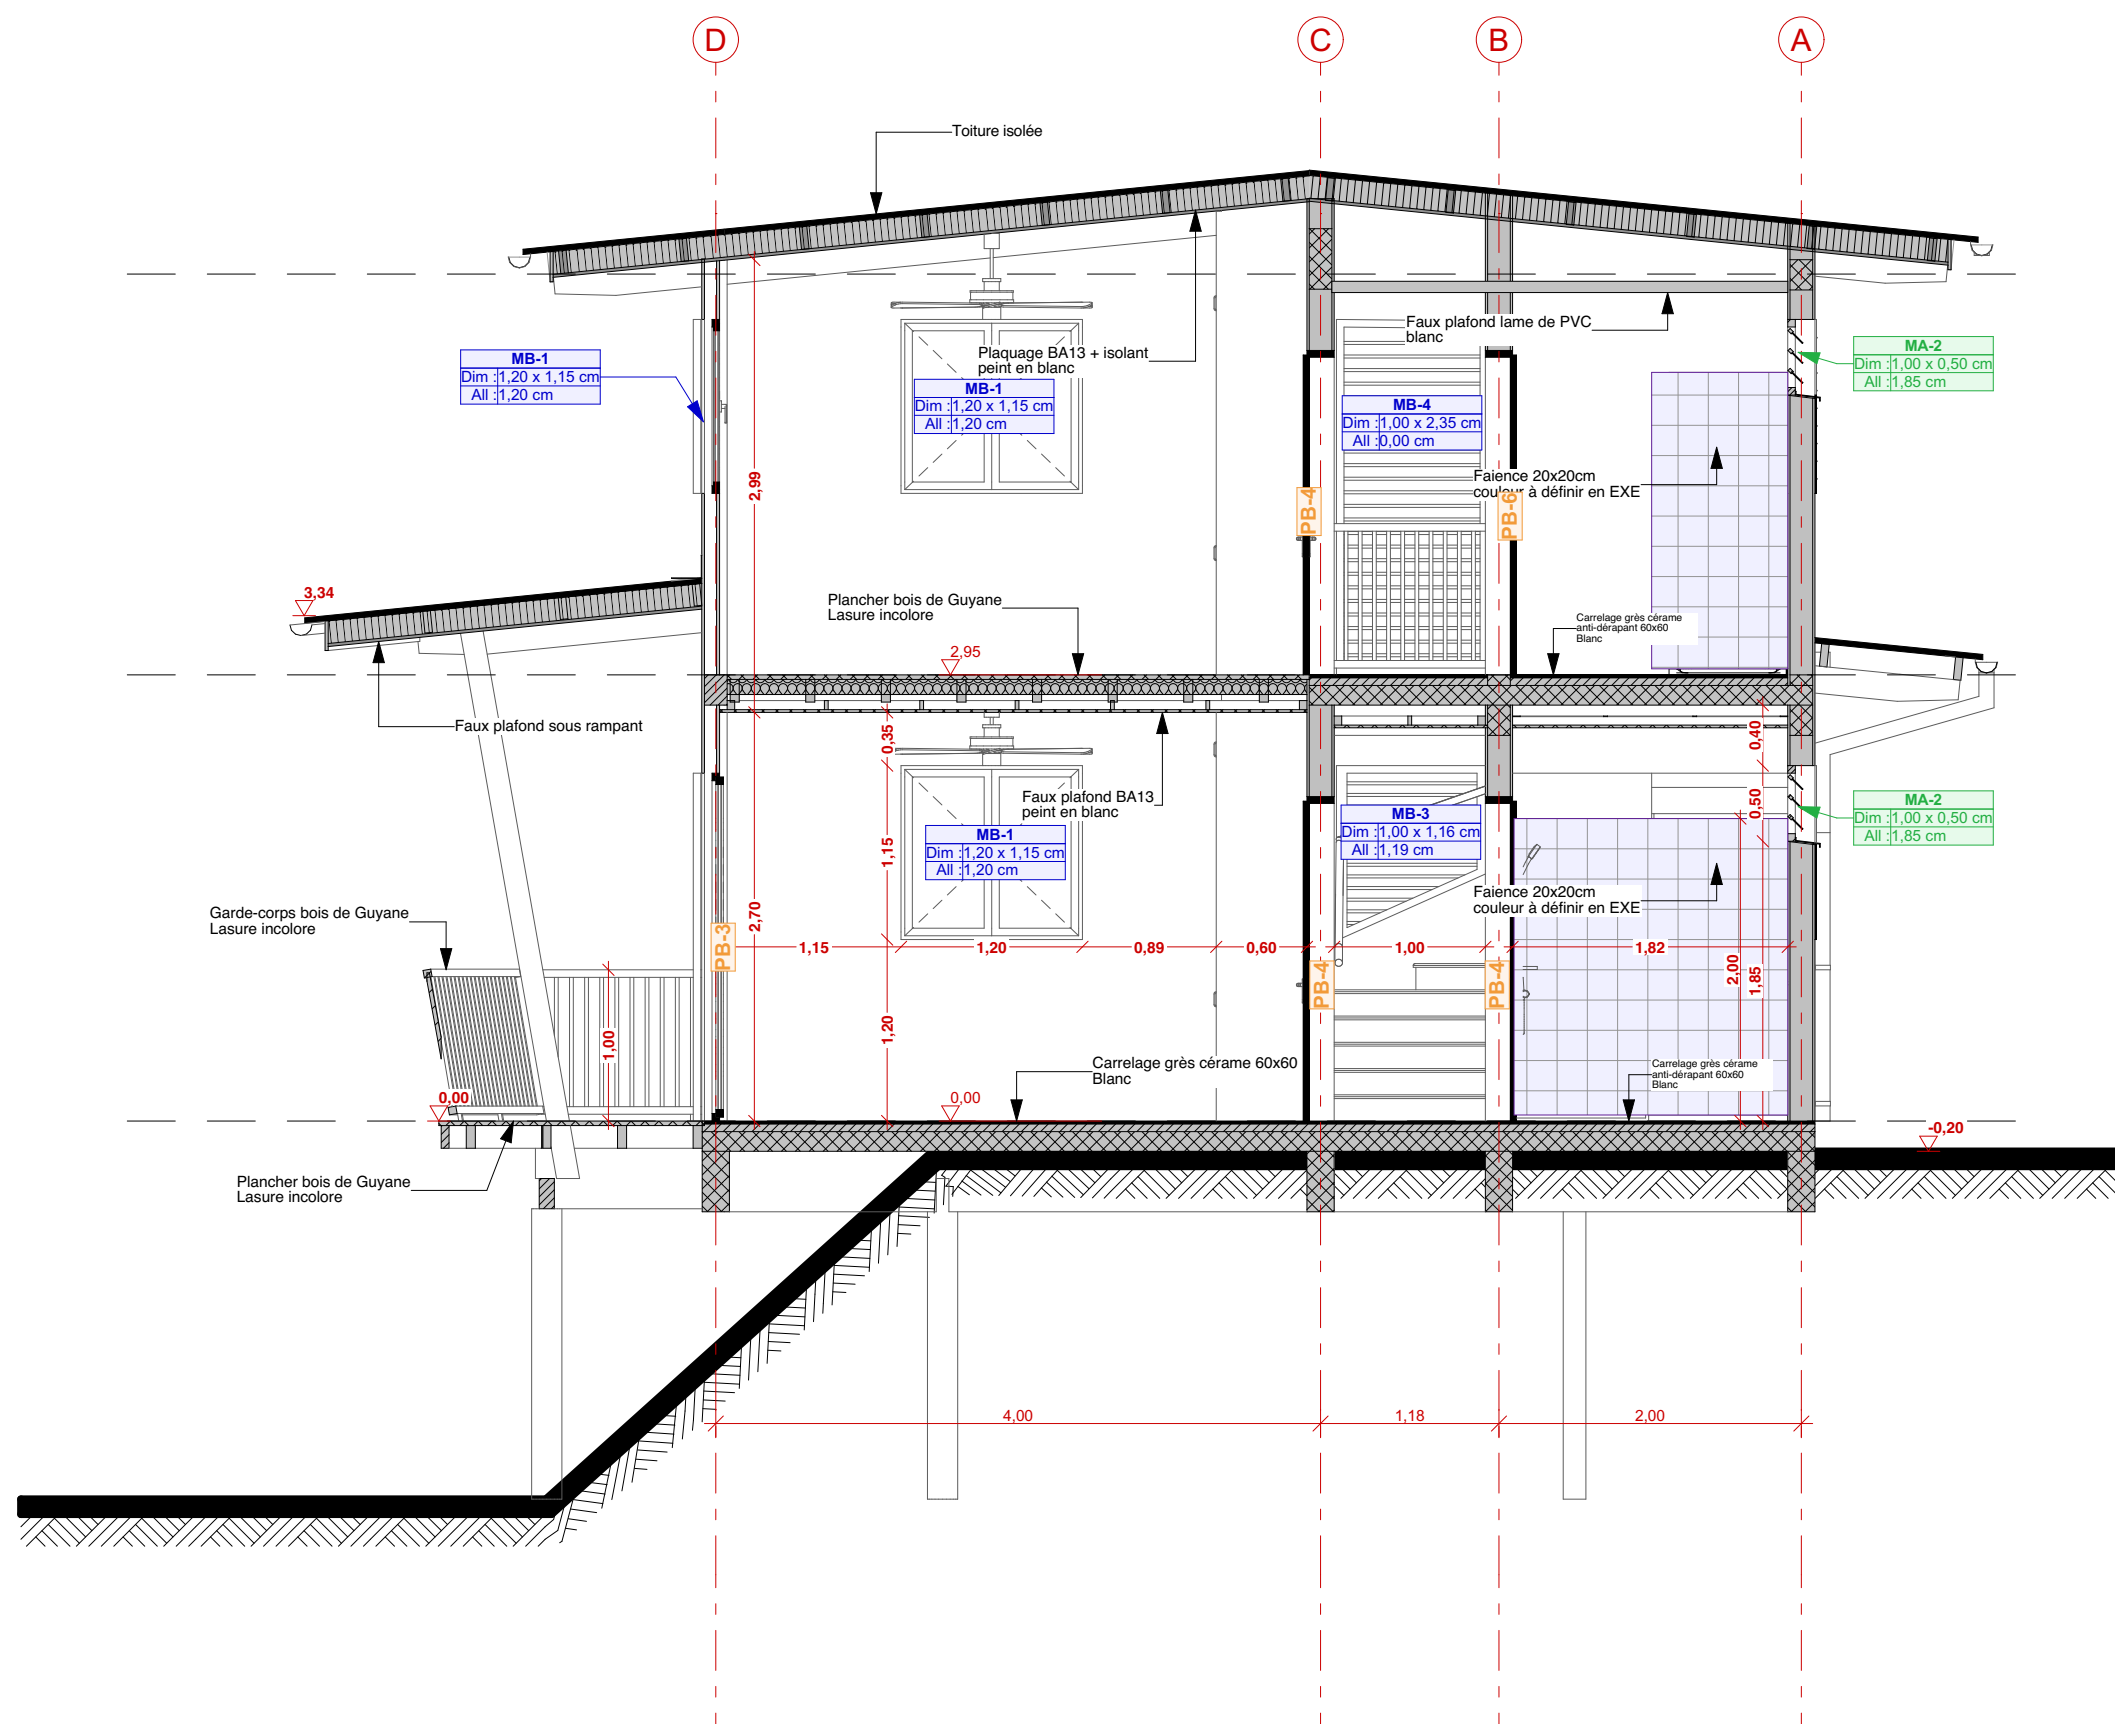 D
C
B
A
Toiture isolée
Faux plafond lame de PVC
blanc
Plaquage BA13 + isolant
peint en blanc
MB-1
Dim : 1,20 x 1,15 cm
All : 1,20 cm
MB-1
Dim : 1,20 x 1,15 cm
All : 1,20 cm
MB-4
Dim : 1,00 x 2,35 cm
All : 0,00 cm
MA-2
Dim : 1,00 x 0,50 cm
All : 1,85 cm
2,99
Faience 20x20cm
couleur à définir en EXE
PB-4
PB-6
3,34
Plancher bois de Guyane
Lasure incolore
Carrelage grès cérame
anti-dérapant 60x60
Blanc
2,95
Faux plafond sous rampant
0,35
0,40
Faux plafond BA13
peint en blanc
0,50
MB-1
Dim : 1,20 x 1,15 cm
All : 1,20 cm
MB-3
Dim : 1,00 x 1,16 cm
All : 1,19 cm
MA-2
Dim : 1,00 x 0,50 cm
All : 1,85 cm
1,15
Faience 20x20cm
couleur à définir en EXE
Garde-corps bois de Guyane
Lasure incolore
2,70
PB-3
1,15
1,20
0,89
0,60
1,00
1,82
PB-4
PB-4
2,00
1,85
1,00
1,20
Carrelage grès cérame 60x60
Blanc
Carrelage grès cérame
anti-dérapant 60x60
Blanc
0,00
0,00
-0,20
Plancher bois de Guyane
Lasure incolore
4,00
1,18
2,00